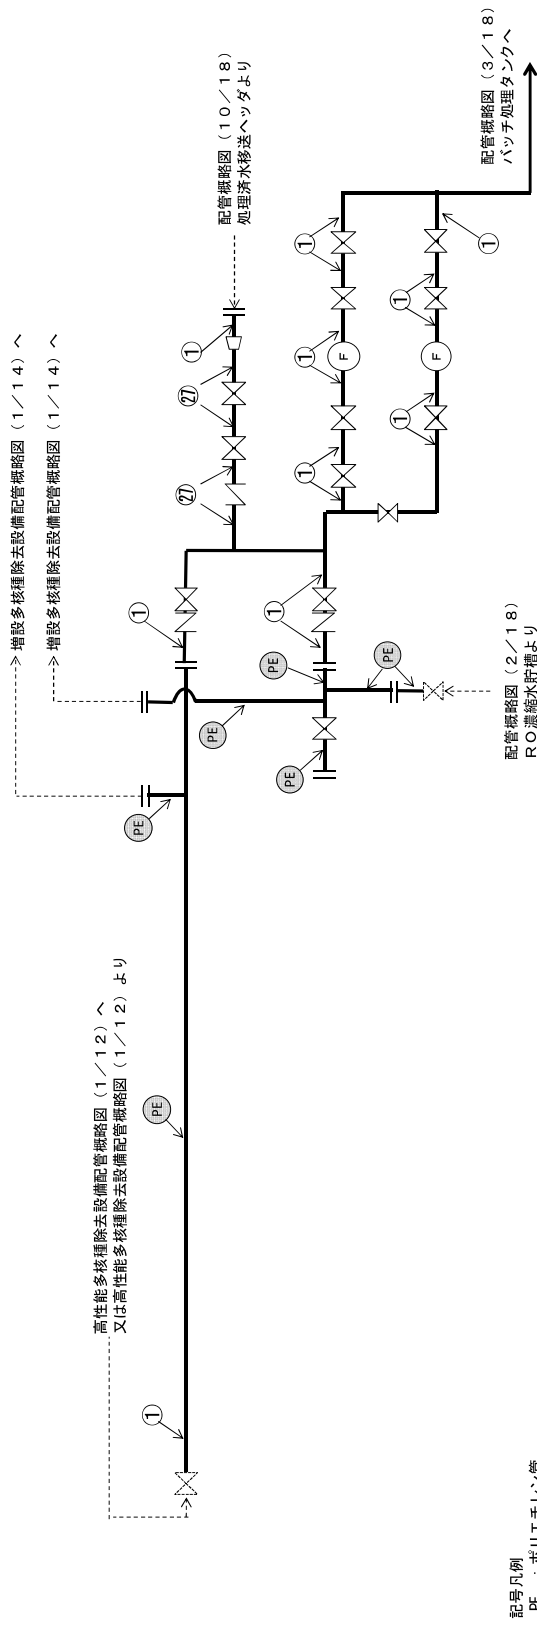 増設多核種除去設備配管概略図（１／１４）へ
増設多核種除去設備配管概略図（１／１４）へ
高性能多核種除去設備配管概略図（１／１２）へ
又は高性能多核種除去設備配管概略図（１／１２）より
配管概略図（１０／１８）
処理済水移送ヘッダより
配管概略図（３／１８）
バッチ処理タンクへ
配管概略図（２／１８）
ＲＯ濃縮水貯槽より
①
PE
PE
PE
①
㉗
㉗
①
PE
PE
PE
①
①
①
①
F
①
①
F
①
記号凡例
PE ：ポリエチレン管